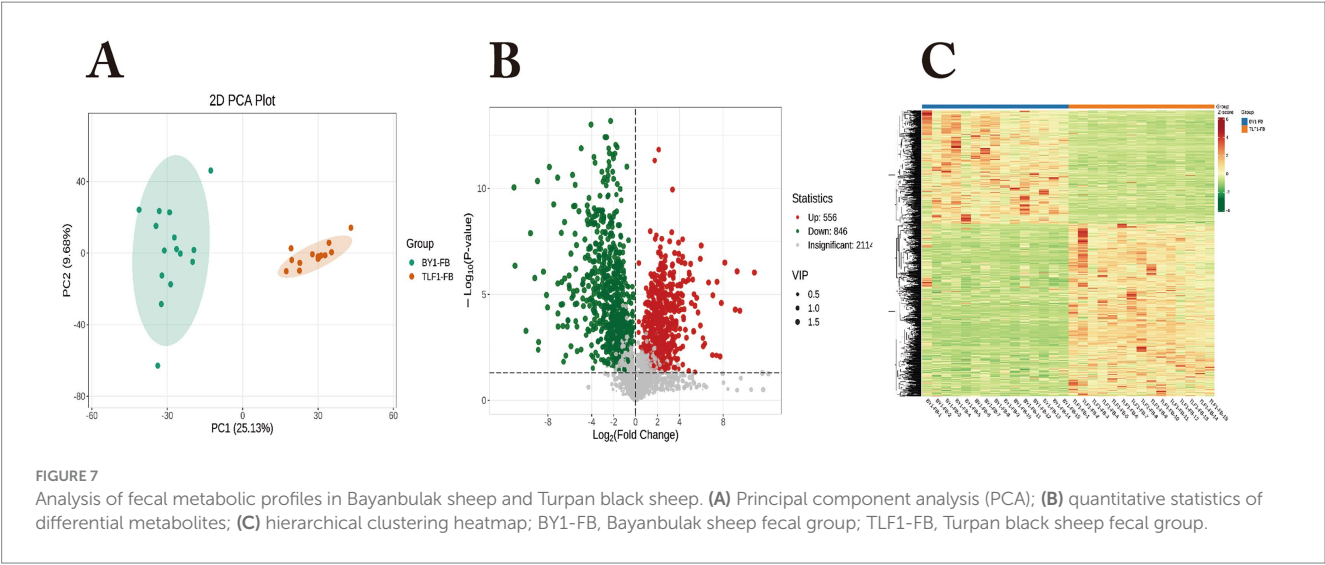 A
B
C
2D PCA Plot
PC2 (9.68%)
40
0
-40
-80
-60
-30
0
30
60
PC1 (25.13%)
Group
BY1-FB
TLF1-FB
− Log10(P-value)
10
5
0
-8
-4
-2
0
2
4
8
Log2(Fold Change)
Statistics
Up: 556
Down: 846
Insignificant: 2114
VIP
0.5
1.0
1.5
Group
Z-score
Group
BY1-FB
TLF1-FB
FIGURE 7
Analysis of fecal metabolic profiles in Bayanbulak sheep and Turpan black sheep. (A) Principal component analysis (PCA); (B) quantitative statistics of
differential metabolites; (C) hierarchical clustering heatmap; BY1-FB, Bayanbulak sheep fecal group; TLF1-FB, Turpan black sheep fecal group.